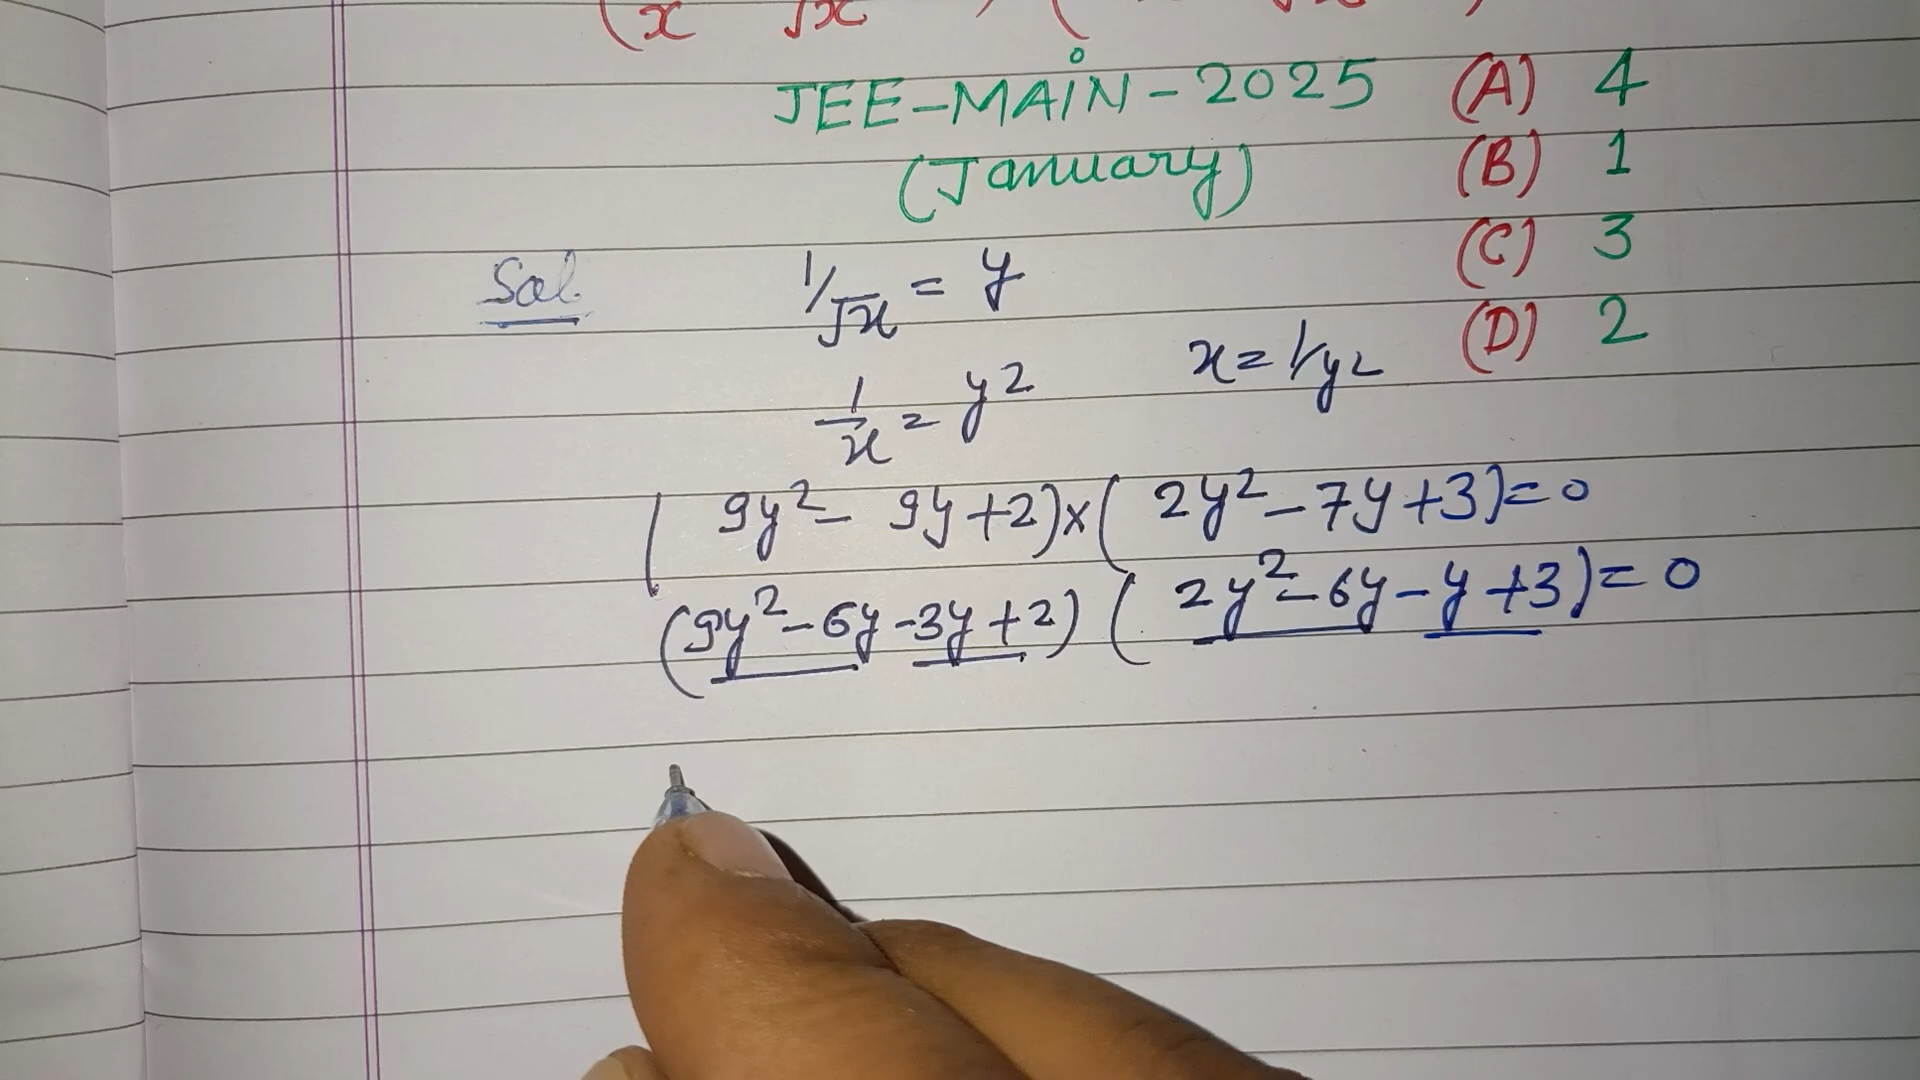 (x √x
JEE-MAIN-2025 (A) 4
(January) (B) 1
(C) 3
(D) 2
Sol. 1/√x = y
1/x = y² x = 1/y²
(9y² - 9y + 2) × (2y² - 7y + 3) = 0
(9y² - 6y - 3y + 2) (2y² - 6y - y + 3) = 0